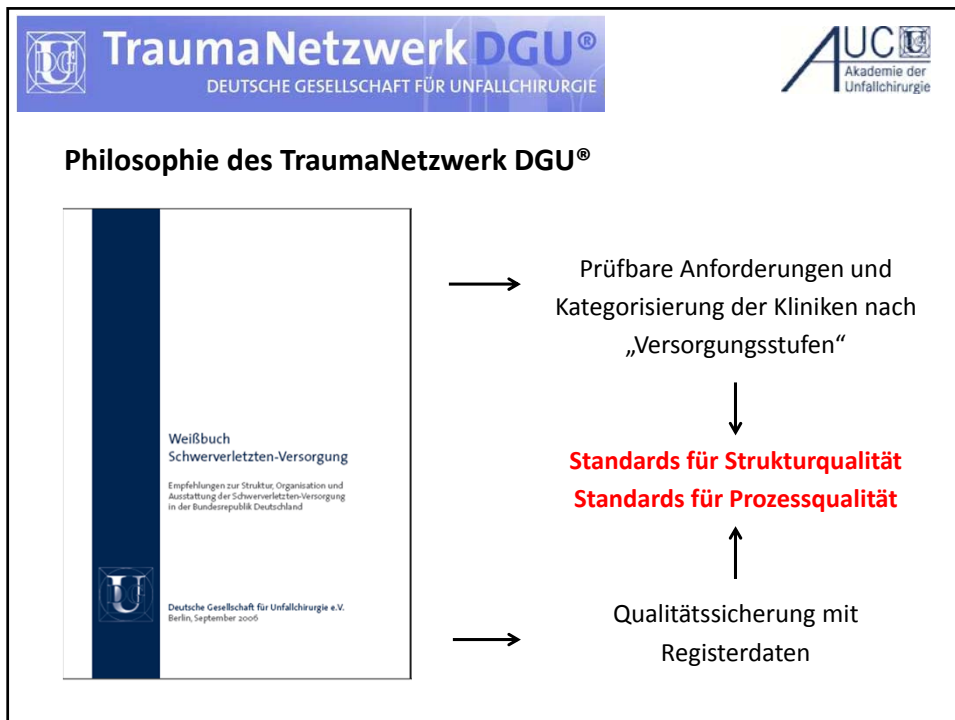 TraumaNetzwerk DGU®
DEUTSCHE GESELLSCHAFT FÜR UNFALLCHIRURGIE
AUC
Akademie der
Unfallchirurgie
Philosophie des TraumaNetzwerk DGU®
Weißbuch
Schwerverletzten-Versorgung
Empfehlungen zur Struktur, Organisation und
Ausstattung der Schwerverletzten-Versorgung
in der Bundesrepublik Deutschland
Deutsche Gesellschaft für Unfallchirurgie e.V.
Berlin, September 2006
Prüfbare Anforderungen und
Kategorisierung der Kliniken nach
„Versorgungsstufen“
Standards für Strukturqualität
Standards für Prozessqualität
Qualitätssicherung mit
Registerdaten